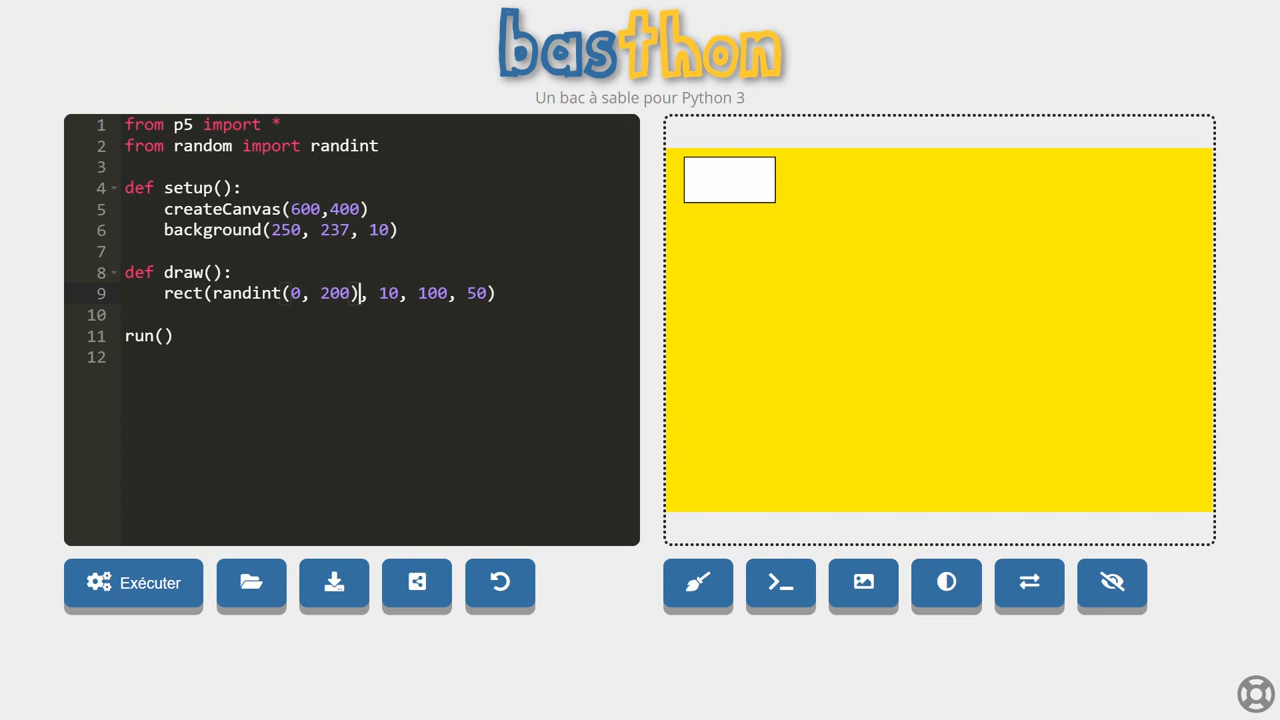 basthon
Un bac à sable pour Python 3
1 from p5 import *
2 from random import randint
3
4 def setup():
5     createCanvas(600,400)
6     background(250, 237, 10)
7
8 def draw():
9     rect(randint(0, 200), 10, 100, 50)
10
11 run()
12
Exécuter